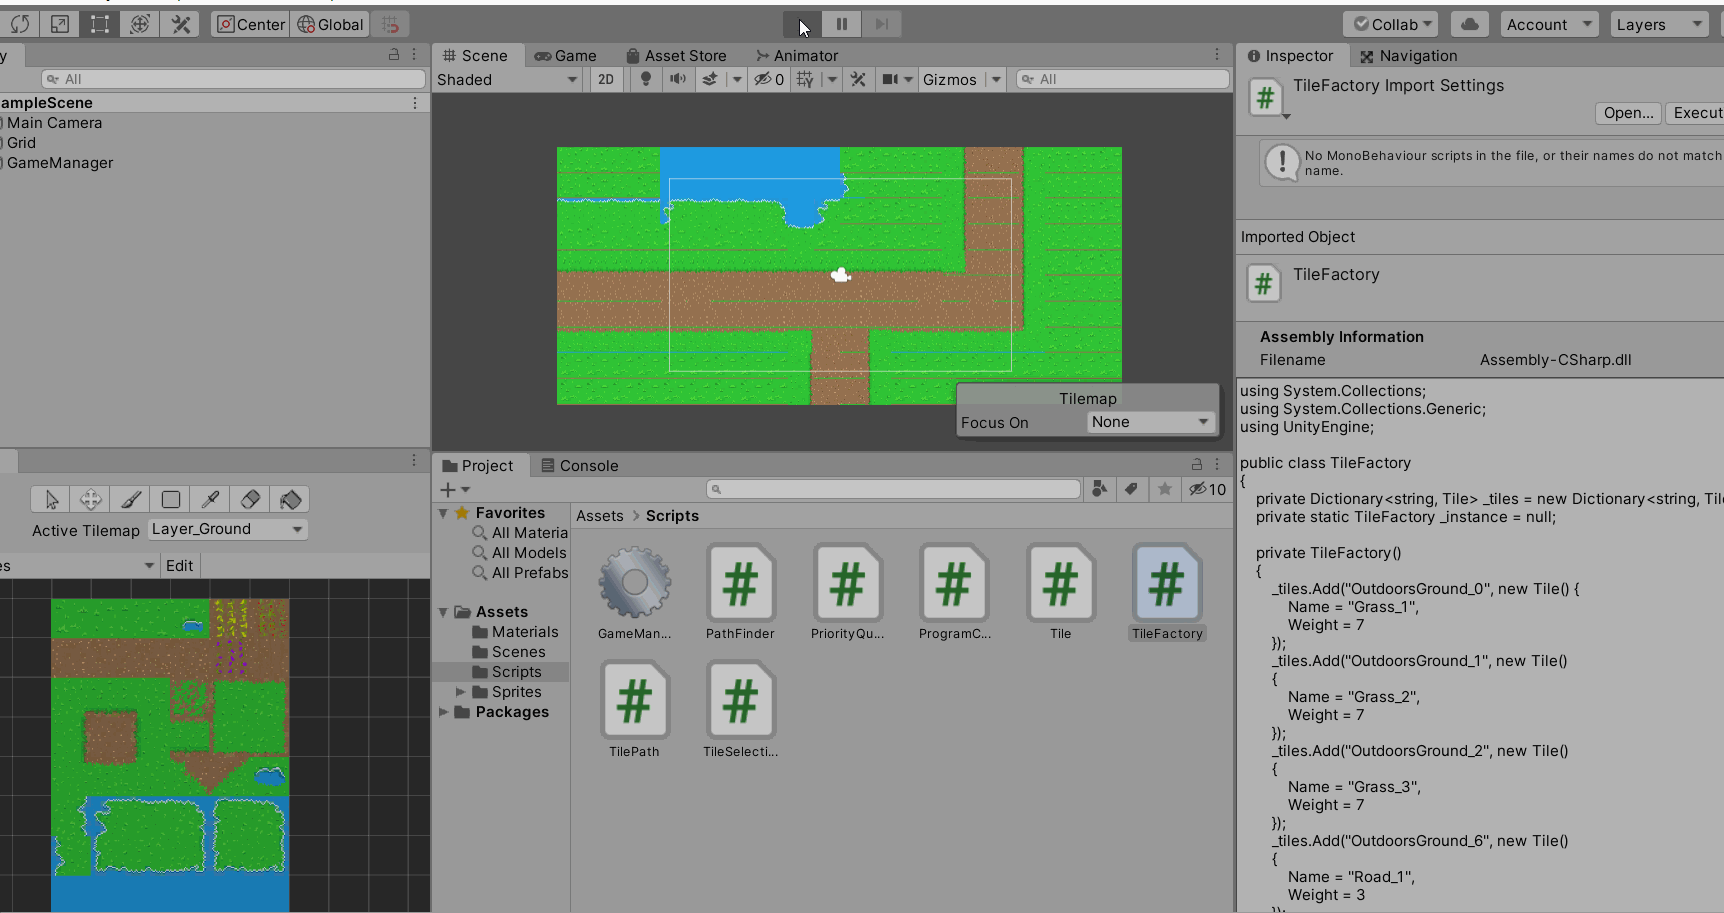 Center
Global
Collab
Account
Layers
y
All
ampleScene
Main Camera
Grid
GameManager
Scene
Game
Asset Store
Animator
Shaded
2D
0
Gizmos
All
Tilemap
Focus On
None
Inspector
Navigation
TileFactory Import Settings
Open...
Execut
No MonoBehaviour scripts in the file, or their names do not match
name.
Imported Object
TileFactory
Assembly Information
Filename
Assembly-CSharp.dll
using System.Collections;
using System.Collections.Generic;
using UnityEngine;
public class TileFactory
{
private Dictionary<string, Tile> _tiles = new Dictionary<string, Tile
private static TileFactory _instance = null;
private TileFactory()
{
_tiles.Add("OutdoorsGround_0", new Tile() {
Name = "Grass_1",
Weight = 7
});
_tiles.Add("OutdoorsGround_1", new Tile()
{
Name = "Grass_2",
Weight = 7
});
_tiles.Add("OutdoorsGround_2", new Tile()
{
Name = "Grass_3",
Weight = 7
});
_tiles.Add("OutdoorsGround_6", new Tile()
{
Name = "Road_1",
Weight = 3
Active Tilemap
Layer_Ground
es
Edit
Project
Console
10
Favorites
All Materia
All Models
All Prefabs
Assets
Materials
Scenes
Scripts
Sprites
Packages
Assets > Scripts
GameMan...
PathFinder
PriorityQu...
ProgramC...
Tile
TileFactory
TilePath
TileSelecti...